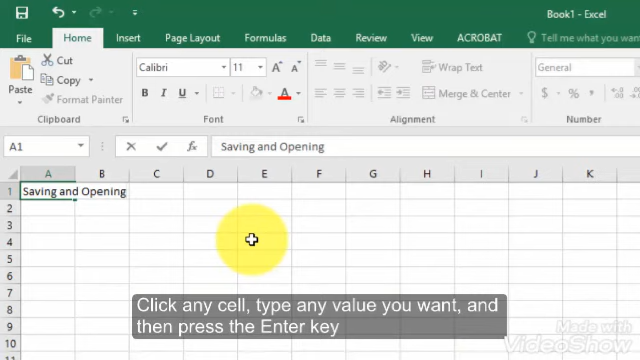 Book1 - Excel
File Home Insert Page Layout Formulas Data Review View ACROBAT Tell me what you want
Cut
Calibri 11 A A Wrap Text General
Copy
Paste
Format Painter B I U A Merge & Center $ %
Clipboard Font Alignment
A1 fx Saving and Opening
A B C D E F G H I J K
1 Saving and Opening
2
3
4
5
6
7
8
9
10
Click any cell, type any value you want, and
then press the Enter key
Made with
VideoShow